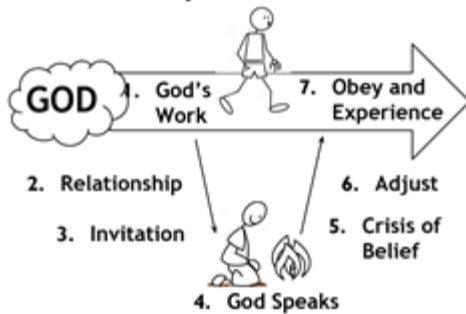 GOD
1. God's
Work
7. Obey and
Experience
2. Relationship
6. Adjust
3. Invitation
5. Crisis of
Belief
4. God Speaks